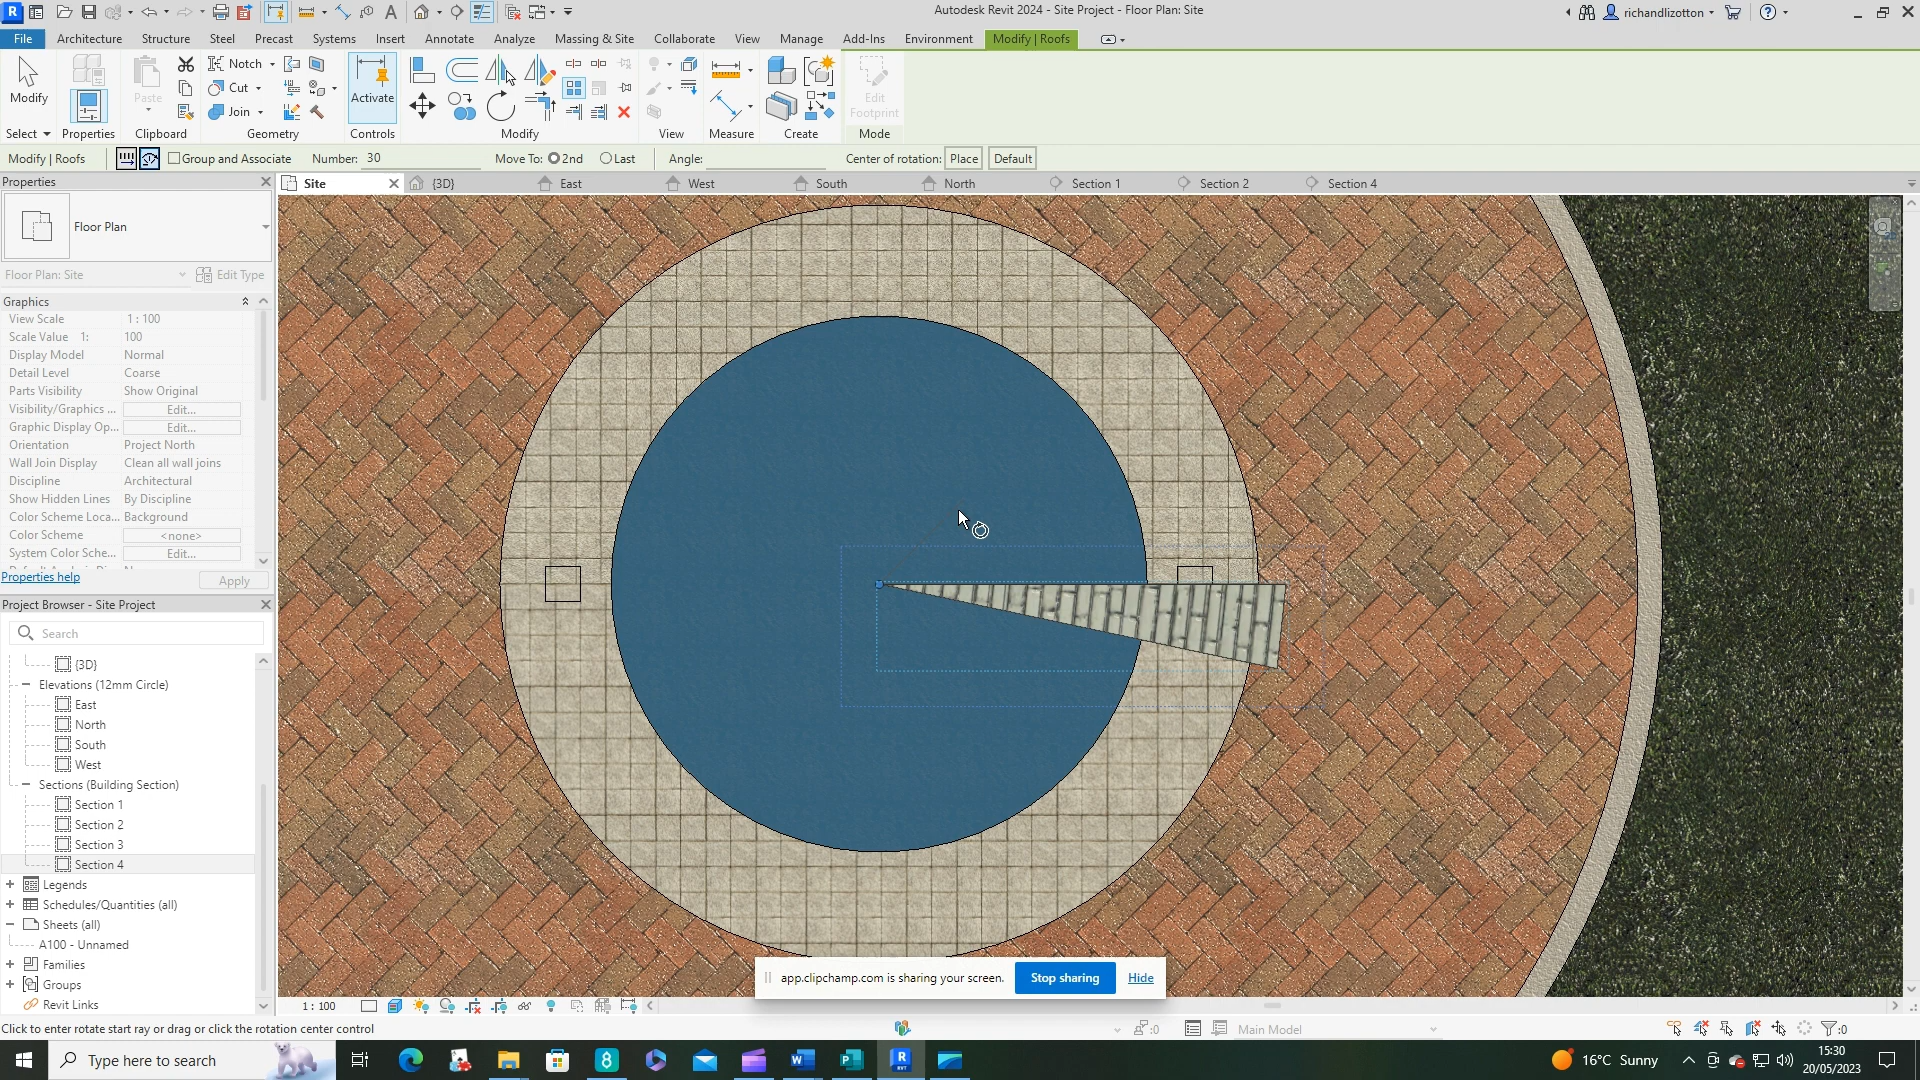 Autodesk Revit 2024 - Site Project - Floor Plan: Site
richandlizotton
File Architecture Structure Steel Precast Systems Insert Annotate Analyze Massing & Site Collaborate View Manage Add-Ins Environment Modify | Roofs
Modify
Paste
Notch
Cut
Join
Activate
Edit
Footprint
Select Properties Clipboard Geometry Controls Modify View Measure Create Mode
Modify | Roofs Group and Associate Number: 30 Move To: 2nd Last Angle: Center of rotation: Place Default
Properties
Site {3D} East West South North Section 1 Section 2 Section 4
Floor Plan
Floor Plan: Site Edit Type
Graphics
View Scale 1 : 100
Scale Value 1: 100
Display Model Normal
Detail Level Coarse
Parts Visibility Show Original
Visibility/Graphics ... Edit...
Graphic Display Op... Edit...
Orientation Project North
Wall Join Display Clean all wall joins
Discipline Architectural
Show Hidden Lines By Discipline
Color Scheme Loca... Background
Color Scheme <none>
System Color Sche... Edit...
Properties help Apply
Project Browser - Site Project
Search
{3D}
Elevations (12mm Circle)
East
North
South
West
Sections (Building Section)
Section 1
Section 2
Section 3
Section 4
Legends
Schedules/Quantities (all)
Sheets (all)
A100 - Unnamed
Families
Groups
Revit Links
app.clipchamp.com is sharing your screen. Stop sharing Hide
1 : 100
Click to enter rotate start ray or drag or click the rotation center control
:0
Main Model
:0
Type here to search
16°C Sunny
15:30
20/05/2023